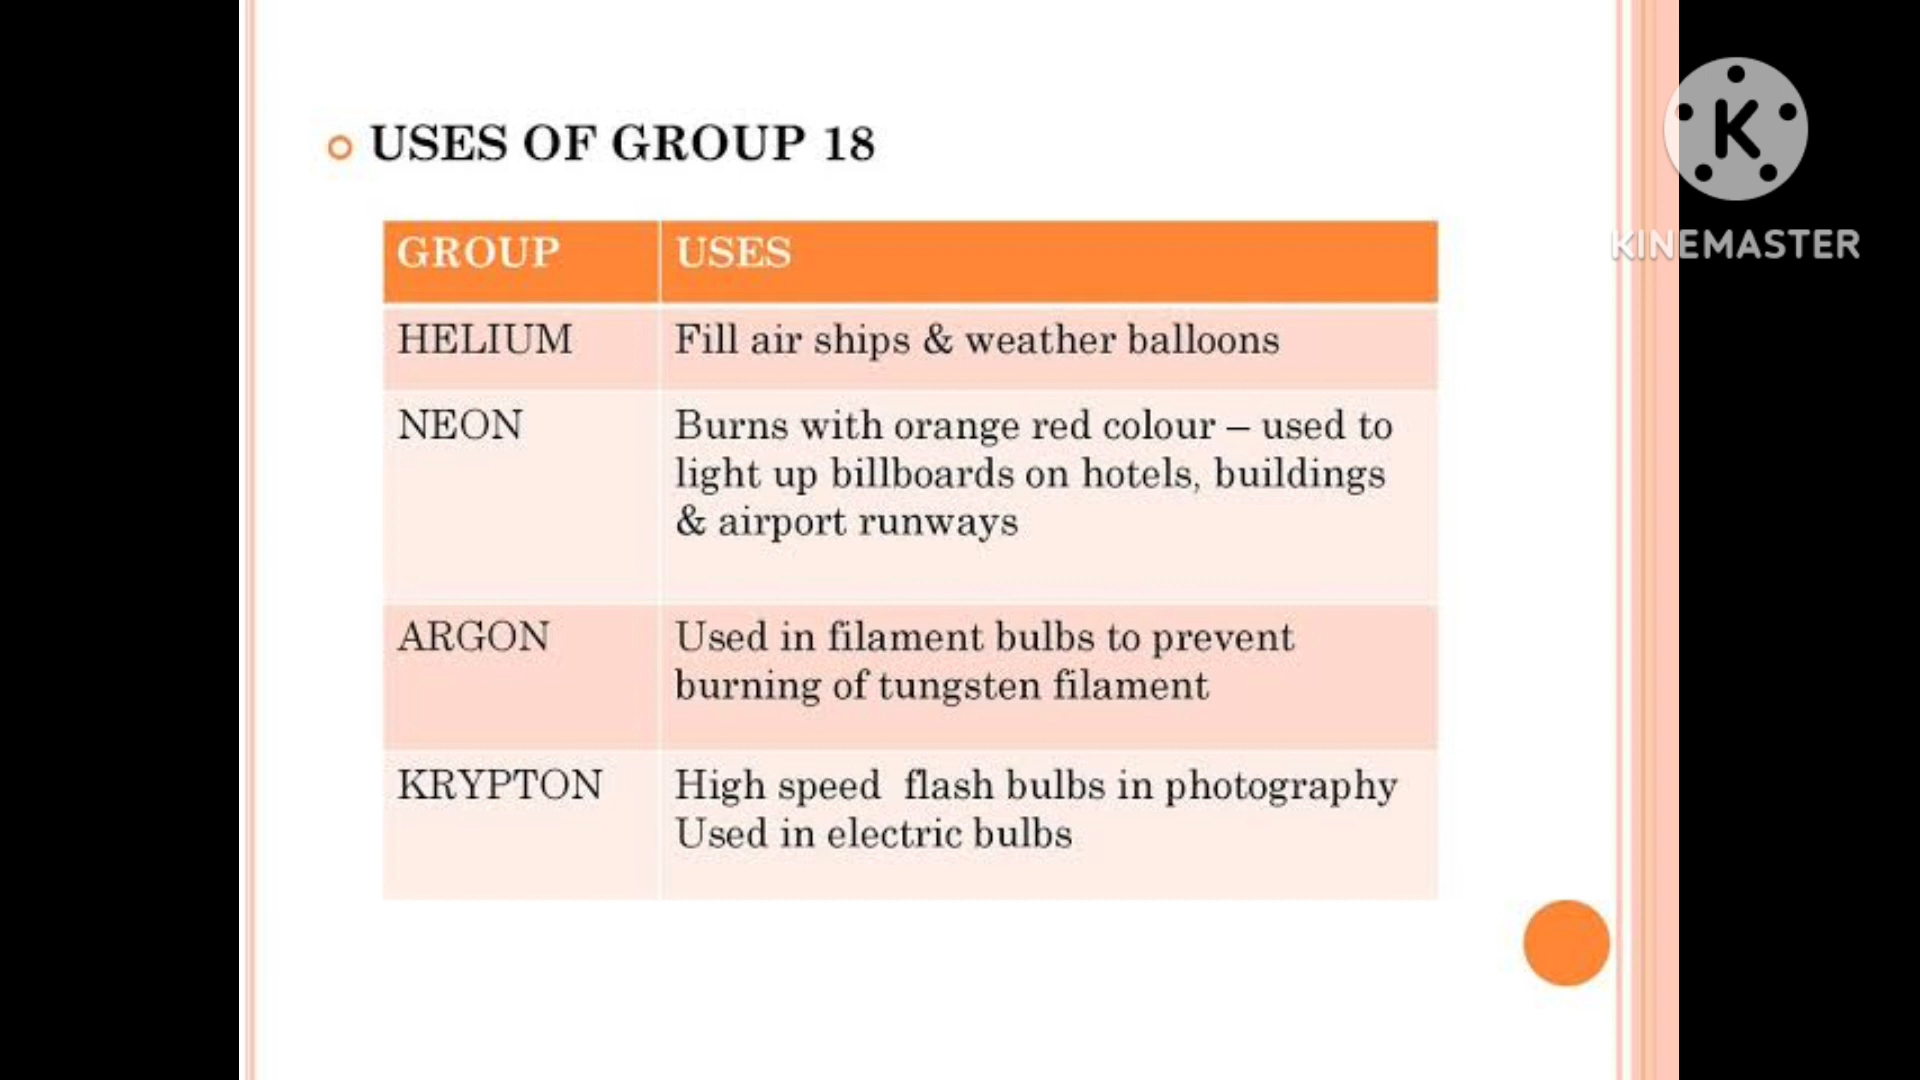 USES OF GROUP 18
K
KINEMASTER
GROUP USES
HELIUM Fill air ships & weather balloons
NEON Burns with orange red colour – used to
light up billboards on hotels, buildings
& airport runways
ARGON Used in filament bulbs to prevent
burning of tungsten filament
KRYPTON High speed flash bulbs in photography
Used in electric bulbs